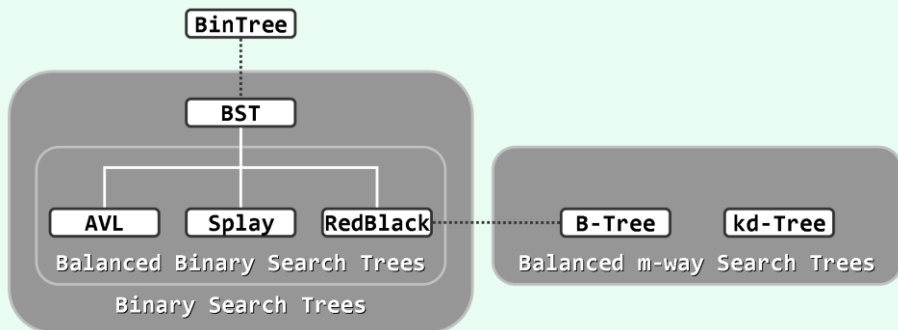 BinTree
BST
AVL
Splay
RedBlack
B-Tree
kd-Tree
Balanced Binary Search Trees
Balanced m-way Search Trees
Binary Search Trees